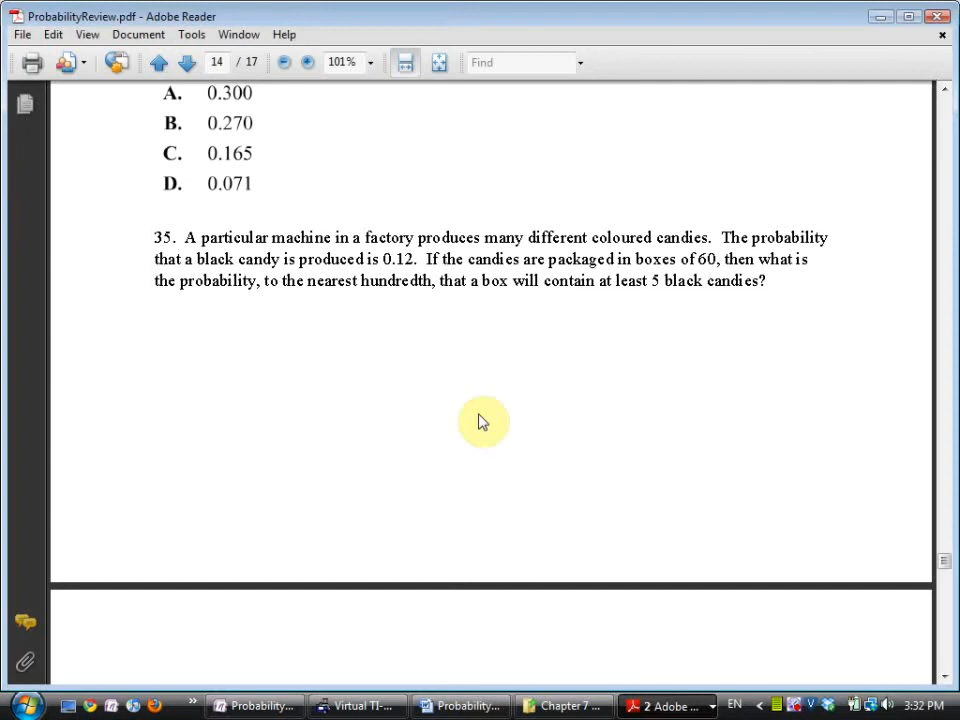 ProbabilityReview.pdf - Adobe Reader
File Edit View Document Tools Window Help
14 / 17 101% Find
A. 0.300
B. 0.270
C. 0.165
D. 0.071
35. A particular machine in a factory produces many different coloured candies. The probability
that a black candy is produced is 0.12. If the candies are packaged in boxes of 60, then what is
the probability, to the nearest hundredth, that a box will contain at least 5 black candies?
Probability... Virtual TI-... Probability... Chapter 7 ... 2 Adobe ... EN 3:32 PM